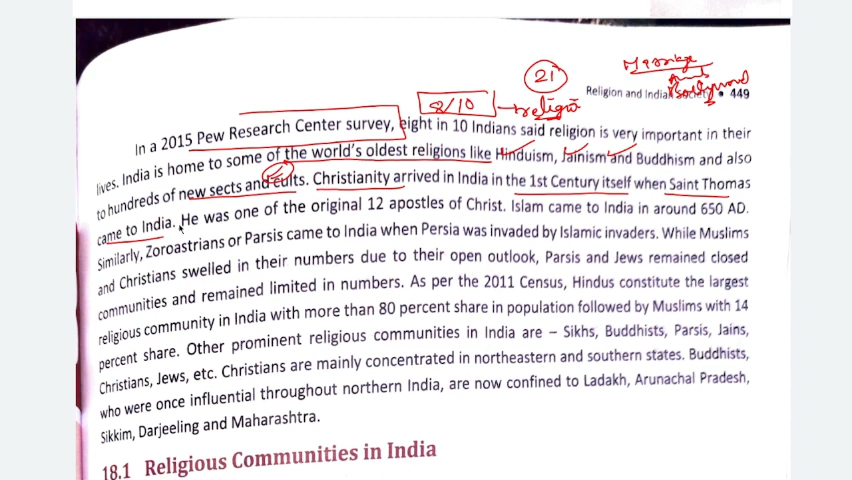 Marriage
21
Bollywood
8/10
religion
Religion and Indian Society • 449
In a 2015 Pew Research Center survey, eight in 10 Indians said religion is very important in their
lives. India is home to some of the world's oldest religions like Hinduism, Jainism and Buddhism and also
to hundreds of new sects and cults. Christianity arrived in India in the 1st Century itself when Saint Thomas
came to India. He was one of the original 12 apostles of Christ. Islam came to India in around 650 AD.
Similarly, Zoroastrians or Parsis came to India when Persia was invaded by Islamic invaders. While Muslims
and Christians swelled in their numbers due to their open outlook, Parsis and Jews remained closed
communities and remained limited in numbers. As per the 2011 Census, Hindus constitute the largest
religious community in India with more than 80 percent share in population followed by Muslims with 14
percent share. Other prominent religious communities in India are – Sikhs, Buddhists, Parsis, Jains,
Christians, Jews, etc. Christians are mainly concentrated in northeastern and southern states. Buddhists,
who were once influential throughout northern India, are now confined to Ladakh, Arunachal Pradesh,
Sikkim, Darjeeling and Maharashtra.
18.1 Religious Communities in India